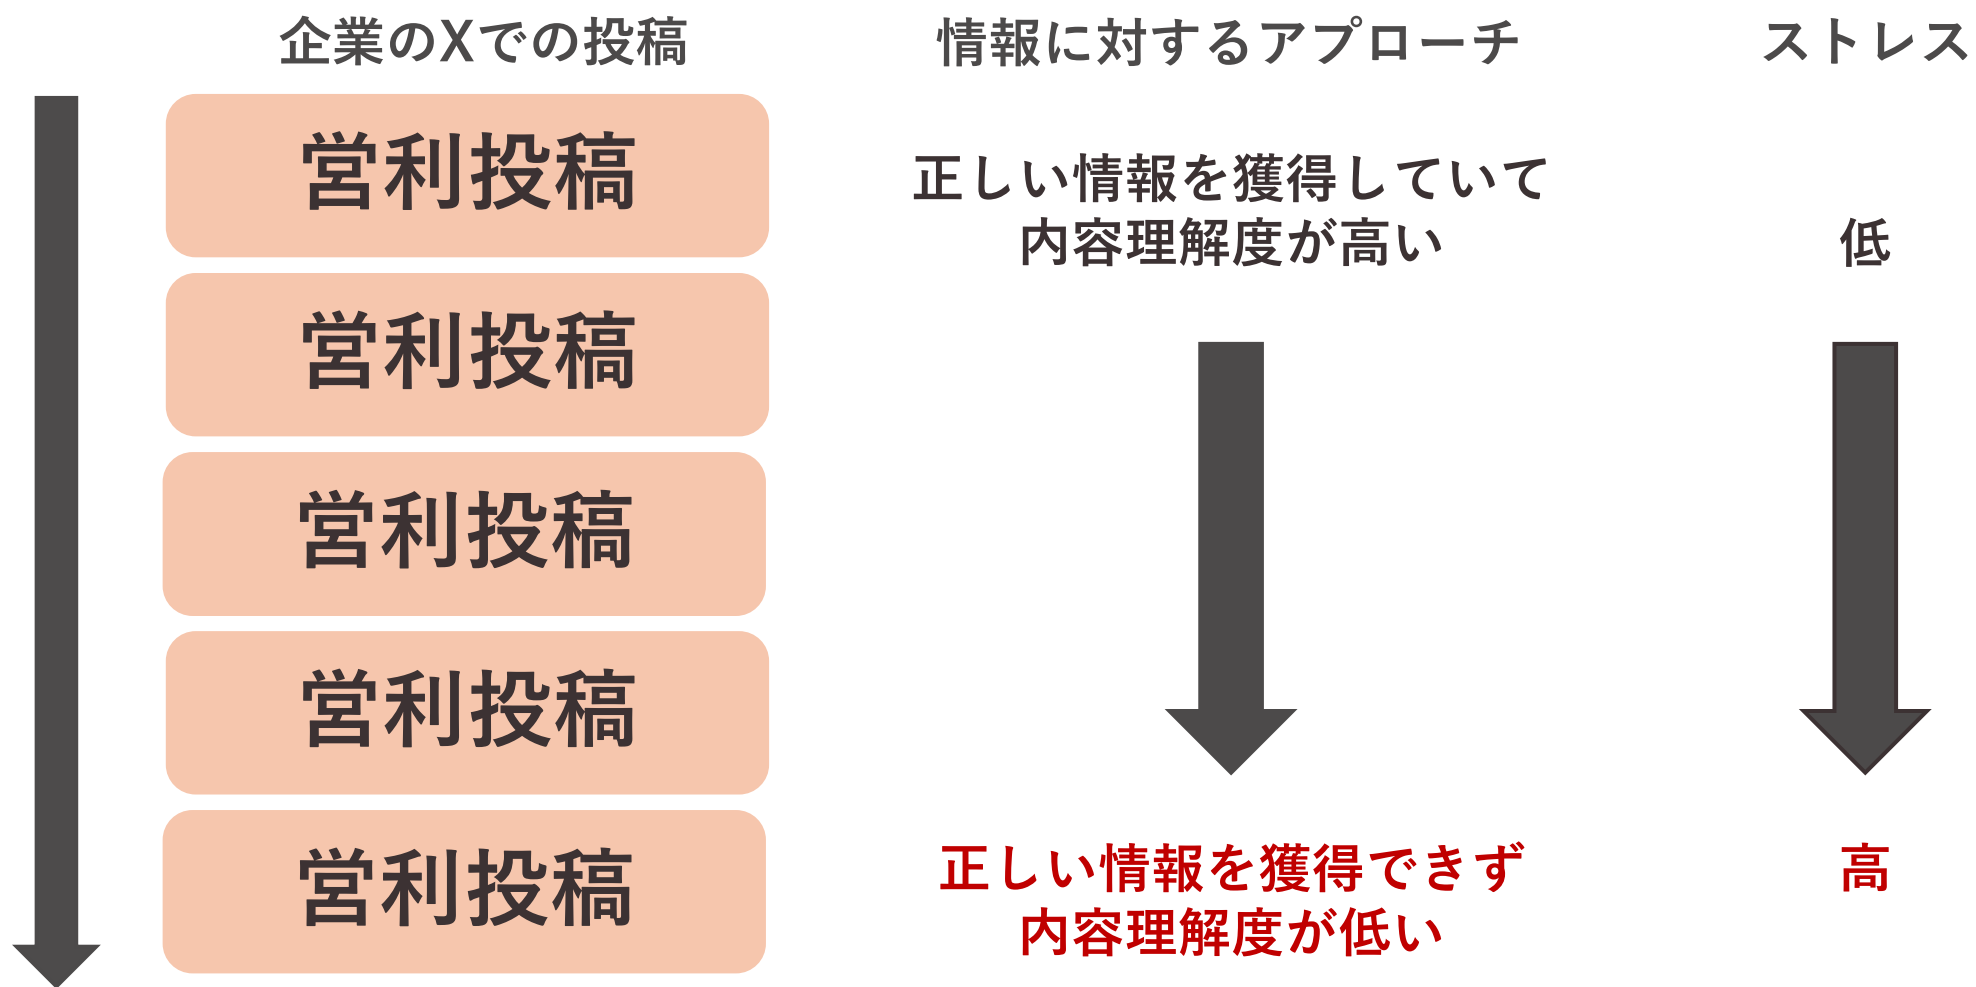 企業のXでの投稿
情報に対するアプローチ
ストレス
営利投稿
営利投稿
営利投稿
営利投稿
営利投稿
正しい情報を獲得していて
内容理解度が高い
低
正しい情報を獲得できず
内容理解度が低い
高